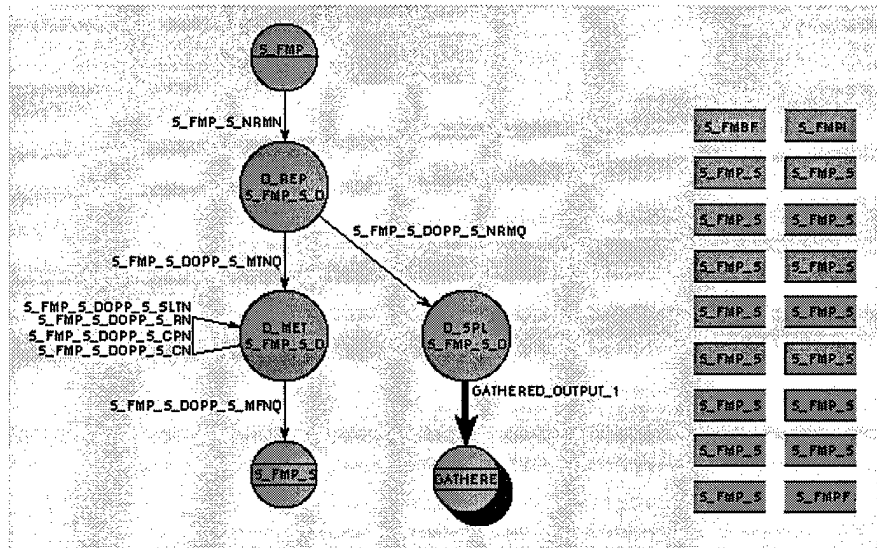 S_FMP_
S_FMP_S_NRMN
D_REP
S_FMP_S_D
S_FMP_S_DOPP_S_NRMQ
S_FMP_S_DOPP_S_MTNQ
S_FMP_S_DOPP_S_SLTN
S_FMP_S_DOPP_S_RN
S_FMP_S_DOPP_S_CPN
S_FMP_S_DOPP_S_CN
D_MET
S_FMP_S_D
D_SPL
S_FMP_S_D
S_FMP_S_DOPP_S_MFNQ
GATHERED_OUTPUT_1
S_FMP_S
GATHERE
S_FMBF S_FMPI
S_FMP_S S_FMP_S
S_FMP_S S_FMP_S
S_FMP_S S_FMP_S
S_FMP_S S_FMP_S
S_FMP_S S_FMP_S
S_FMP_S S_FMP_S
S_FMP_S S_FMP_S
S_FMP_S S_FMPF